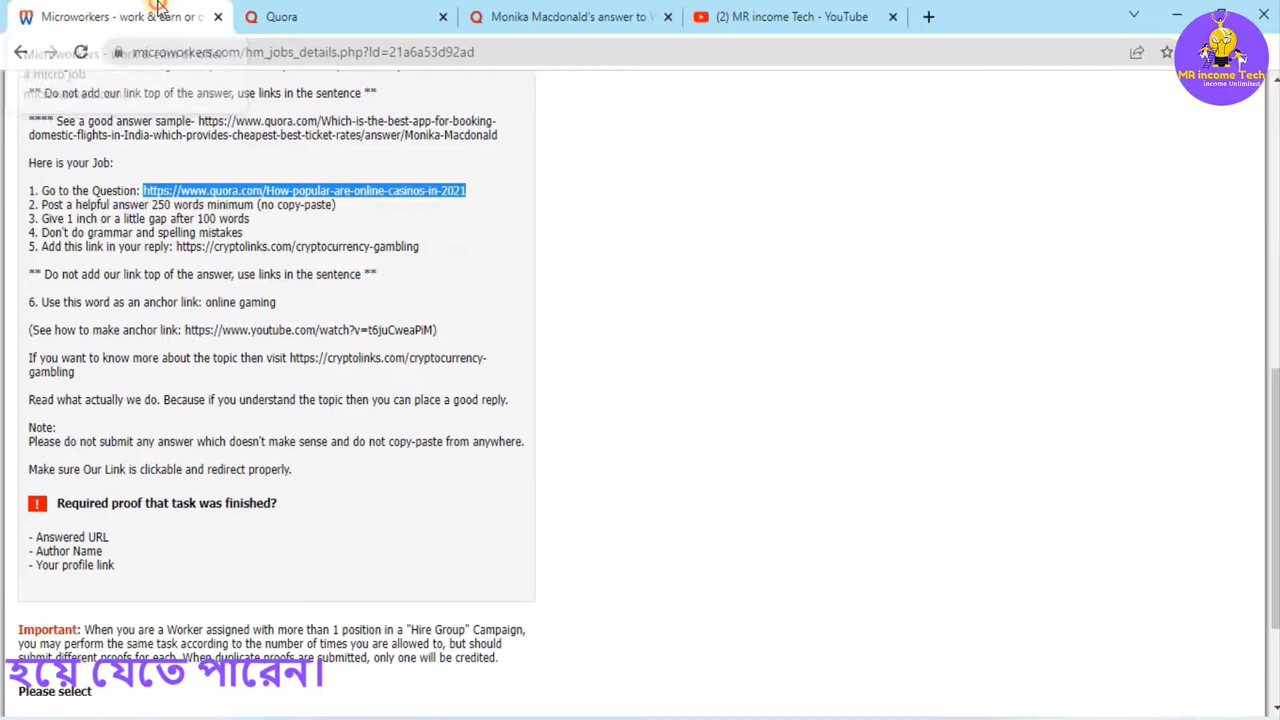 Microworkers - work & earn or o
Quora
Monika Macdonald's answer to W
(2) MR income Tech - YouTube
microworkers.com/hm_jobs_details.php?Id=21a6a53d92ad
Microworkers - work & earn or offer
a micro job
MR income Tech
Income Unlimited
** Do not add our link top of the answer, use links in the sentence **
**** See a good answer sample- https://www.quora.com/Which-is-the-best-app-for-booking-
domestic-flights-in-India-which-provides-cheapest-best-ticket-rates/answer/Monika-Macdonald
Here is your Job:
1. Go to the Question: https://www.quora.com/How-popular-are-online-casinos-in-2021
2. Post a helpful answer 250 words minimum (no copy-paste)
3. Give 1 inch or a little gap after 100 words
4. Don't do grammar and spelling mistakes
5. Add this link in your reply: https://cryptolinks.com/cryptocurrency-gambling
** Do not add our link top of the answer, use links in the sentence **
6. Use this word as an anchor link: online gaming
(See how to make anchor link: https://www.youtube.com/watch?v=t6juCweaPiM)
If you want to know more about the topic then visit https://cryptolinks.com/cryptocurrency-
gambling
Read what actually we do. Because if you understand the topic then you can place a good reply.
Note:
Please do not submit any answer which doesn't make sense and do not copy-paste from anywhere.
Make sure Our Link is clickable and redirect properly.
! Required proof that task was finished?
- Answered URL
- Author Name
- Your profile link
Important: When you are a Worker assigned with more than 1 position in a "Hire Group" Campaign,
you may perform the same task according to the number of times you are allowed to, but should
submit different proofs for each. When duplicate proofs are submitted, only one will be credited.
হয়ে যেতে পারেন।
Please select